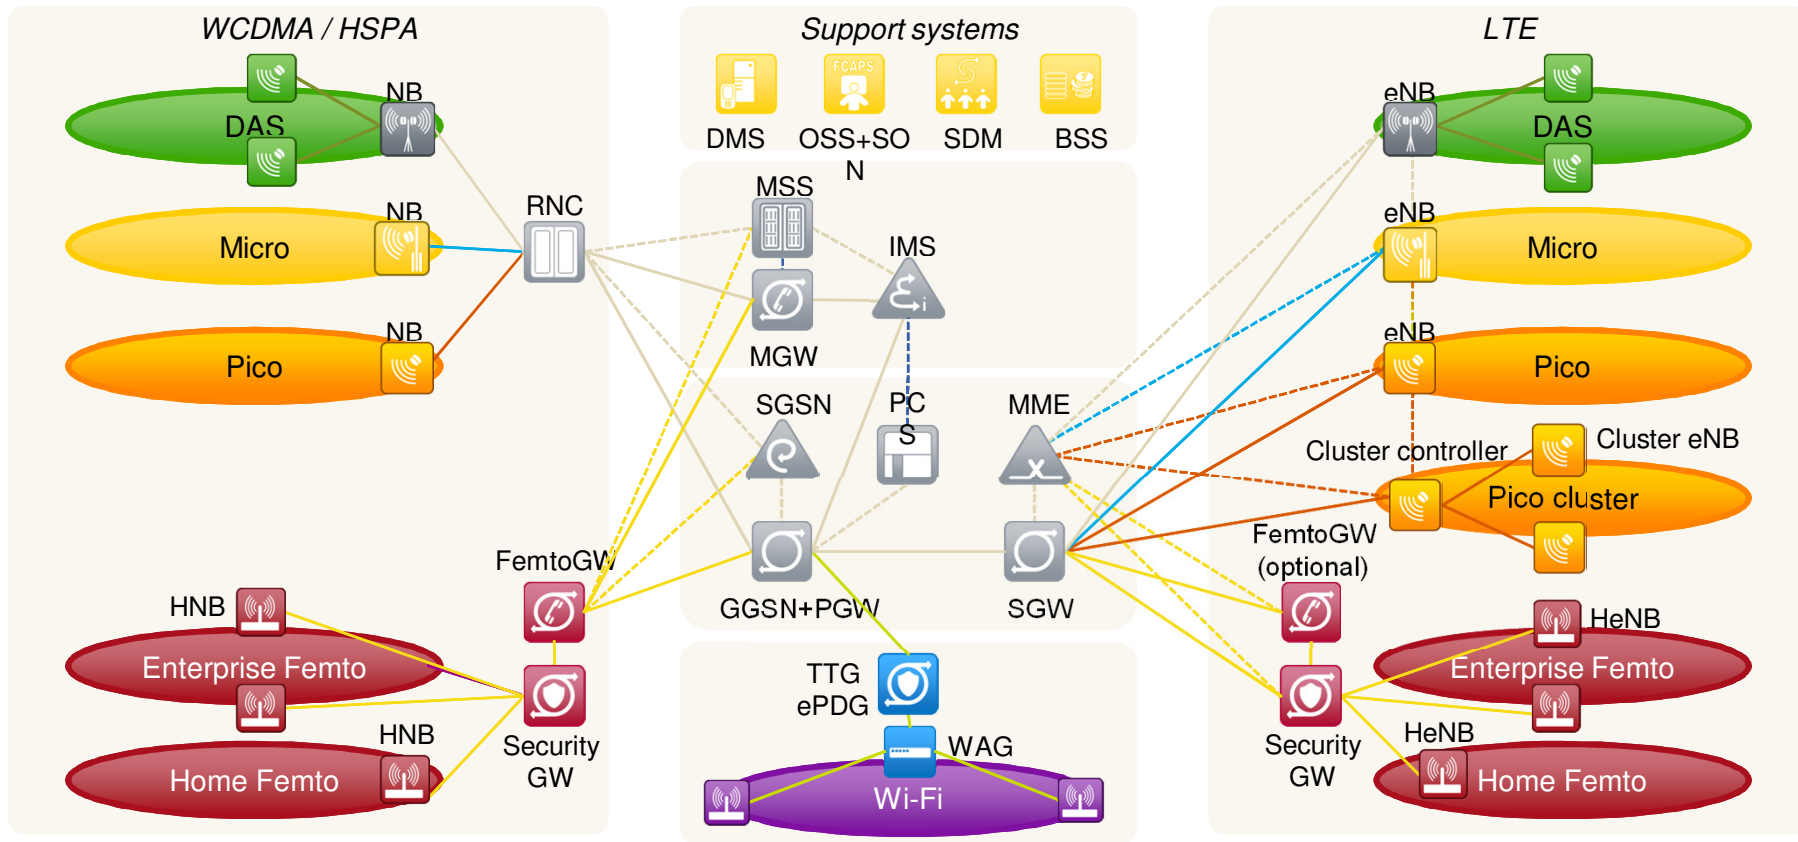 WCDMA / HSPA
NB
DAS
NB
Micro
NB
Pico
RNC
HNB
Enterprise Femto
HNB
Home Femto
FemtoGW
Security
GW
Support systems
FCAPS
DMS
OSS+SO
N
SDM
BSS
MSS
IMS
i
MGW
SGSN
PC
S
MME
X
GGSN+PGW
SGW
TTG
ePDG
WAG
Wi-Fi
LTE
eNB
DAS
eNB
Micro
eNB
Pico
Cluster controller
Cluster eNB
Pico cluster
FemtoGW
(optional)
HeNB
Enterprise Femto
Security
GW
HeNB
Home Femto